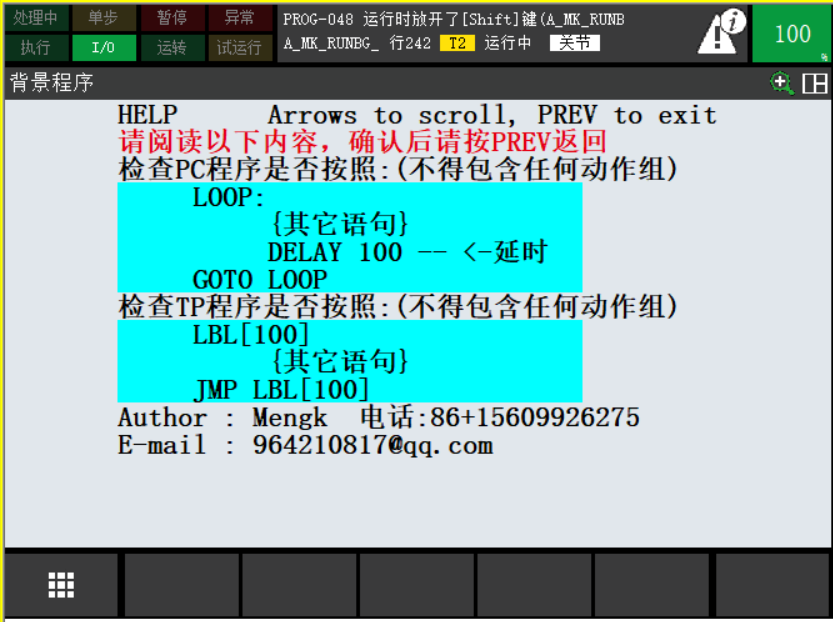 处理中 单步 暂停 异常 PROG-048 运行时放开了[Shift]键(A_MK_RUNB
执行 I/O 运转 试运行 A_MK_RUNBG_ 行242 T2 运行中 关节
100 %
背景程序
HELP Arrows to scroll, PREV to exit
请阅读以下内容，确认后请按PREV返回
检查PC程序是否按照:(不得包含任何动作组)
LOOP:
{其它语句}
DELAY 100 -- <-延时
GOTO LOOP
检查TP程序是否按照:(不得包含任何动作组)
LBL[100]
{其它语句}
JMP LBL[100]
Author : Mengk 电话:86+15609926275
E-mail : 964210817@qq.com